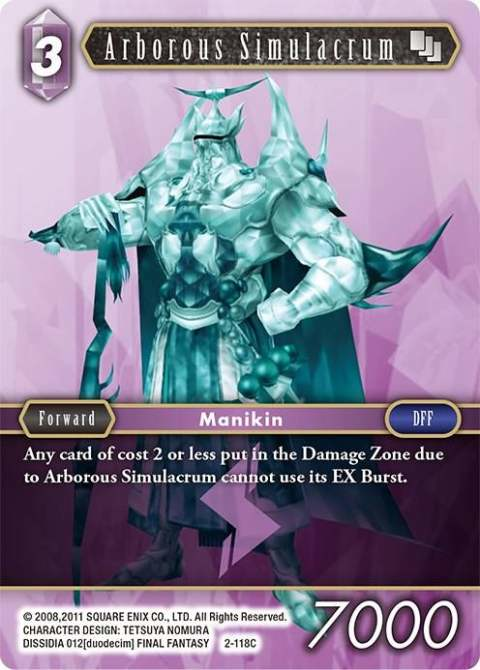 3
Arborous Simulacrum
Forward
Manikin
DFF
Any card of cost 2 or less put in the Damage Zone due
to Arborous Simulacrum cannot use its EX Burst.
© 2008,2011 SQUARE ENIX CO., LTD. All Rights Reserved.
CHARACTER DESIGN: TETSUYA NOMURA
DISSIDIA 012[duodecim] FINAL FANTASY
2-118C
7000